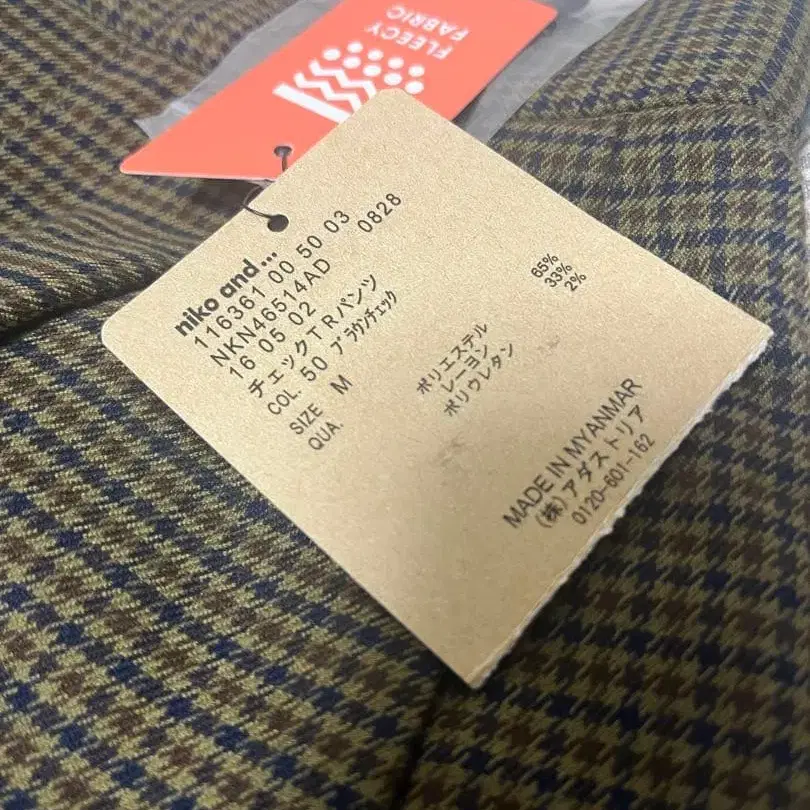 FLEECY
FABRIC
niko and ...
116361 00 50 03
NKN46514AD 0828
16 05 02
チェックTRパンツ
COL. 50 ブラウンチェック
SIZE M
QUA.
ポリエステル 65%
レーヨン 33%
ポリウレタン 2%
MADE IN MYANMAR
(株)アダストリア
0120-601-162